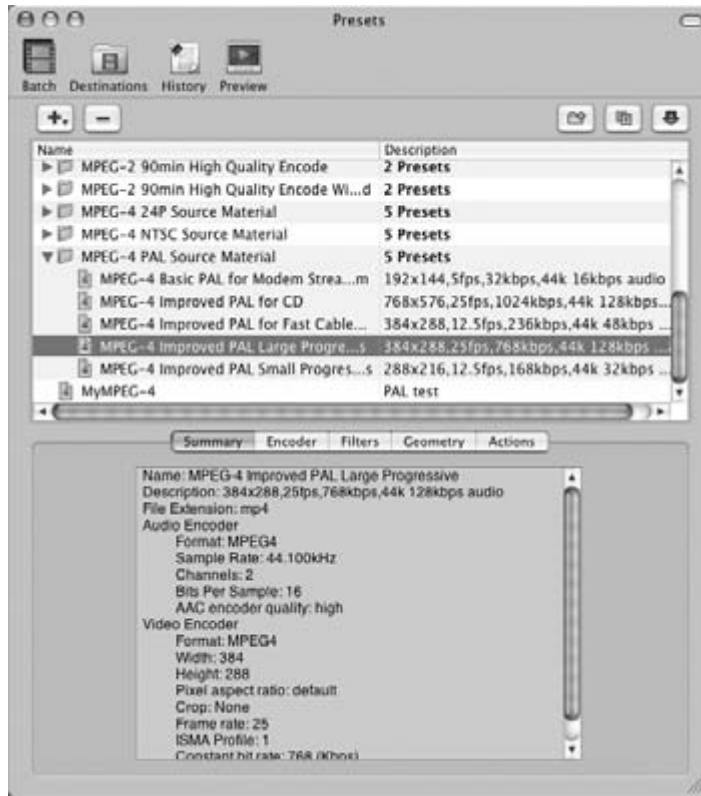 Presets
Batch Destinations History Preview
Name Description
MPEG-2 90min High Quality Encode 2 Presets
MPEG-2 90min High Quality Encode Wi...d 2 Presets
MPEG-4 24P Source Material 5 Presets
MPEG-4 NTSC Source Material 5 Presets
MPEG-4 PAL Source Material 5 Presets
MPEG-4 Basic PAL for Modem Strea...m 192x144,5fps,32kbps,44k 16kbps audio
MPEG-4 Improved PAL for CD 768x576,25fps,1024kbps,44k 128kbps...
MPEG-4 Improved PAL for Fast Cable... 384x288,12.5fps,236kbps,44k 48kbps ...
MPEG-4 Improved PAL Large Progre...s 384x288,25fps,768kbps,44k 128kbps ...
MPEG-4 Improved PAL Small Progres...s 288x216,12.5fps,168kbps,44k 32kbps ...
MyMPEG-4 PAL test
Summary Encoder Filters Geometry Actions
Name: MPEG-4 Improved PAL Large Progressive
Description: 384x288,25fps,768kbps,44k 128kbps audio
File Extension: mp4
Audio Encoder
Format: MPEG4
Sample Rate: 44.100kHz
Channels: 2
Bits Per Sample: 16
AAC encoder quality: high
Video Encoder
Format: MPEG4
Width: 384
Height: 288
Pixel aspect ratio: default
Crop: None
Frame rate: 25
ISMA Profile: 1
Constant bit rate: 768 (Kbps)